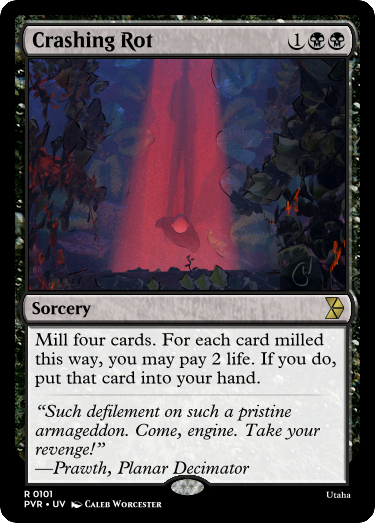 Crashing Rot 1
Sorcery
Mill four cards. For each card milled
this way, you may pay 2 life. If you do,
put that card into your hand.
“Such defilement on such a pristine
armageddon. Come, engine. Take your
revenge!”
—Prawth, Planar Decimator
R 0101
PVR • UV Caleb Worcester
Utaha